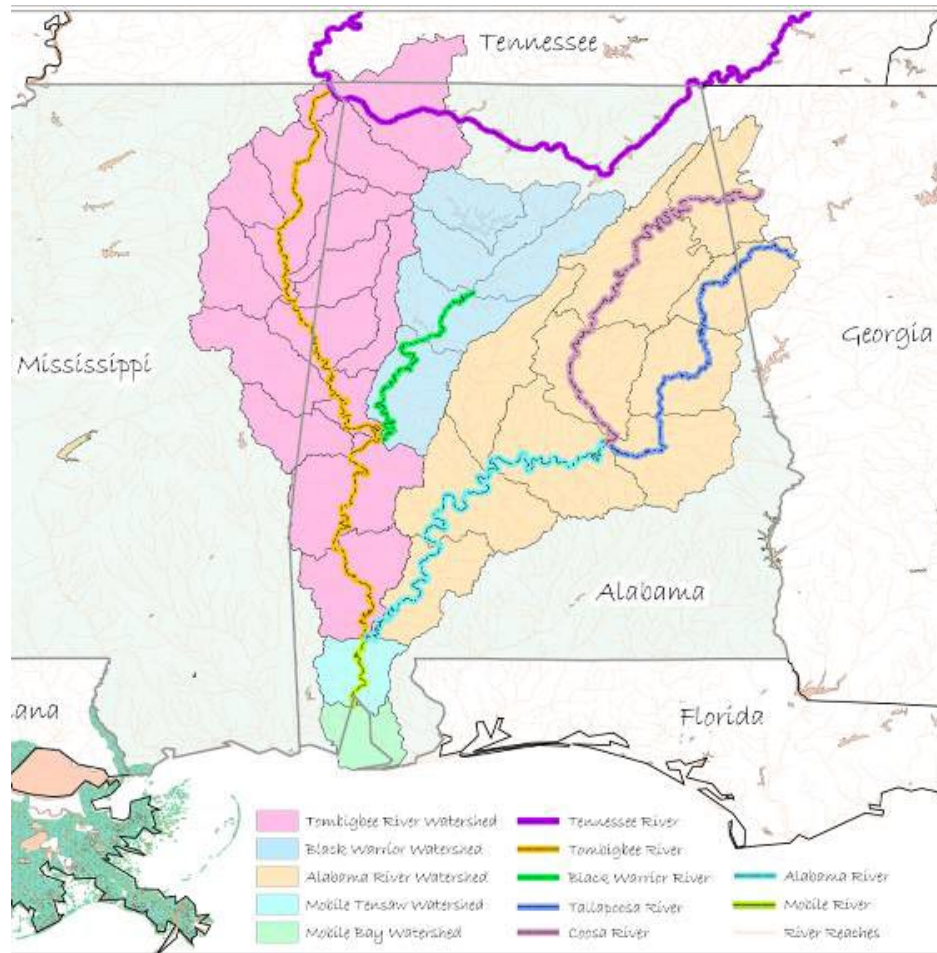 Tennessee
Mississippi
Georgia
Alabama
Florida
ana
Tombigbee River Watershed
Black Warrior Watershed
Alabama River Watershed
Mobile Tensaw Watershed
Mobile Bay Watershed
Tennessee River
Tombigbee River
Black Warrior River
Tallapoosa River
Coosa River
Alabama River
Mobile River
River Reaches